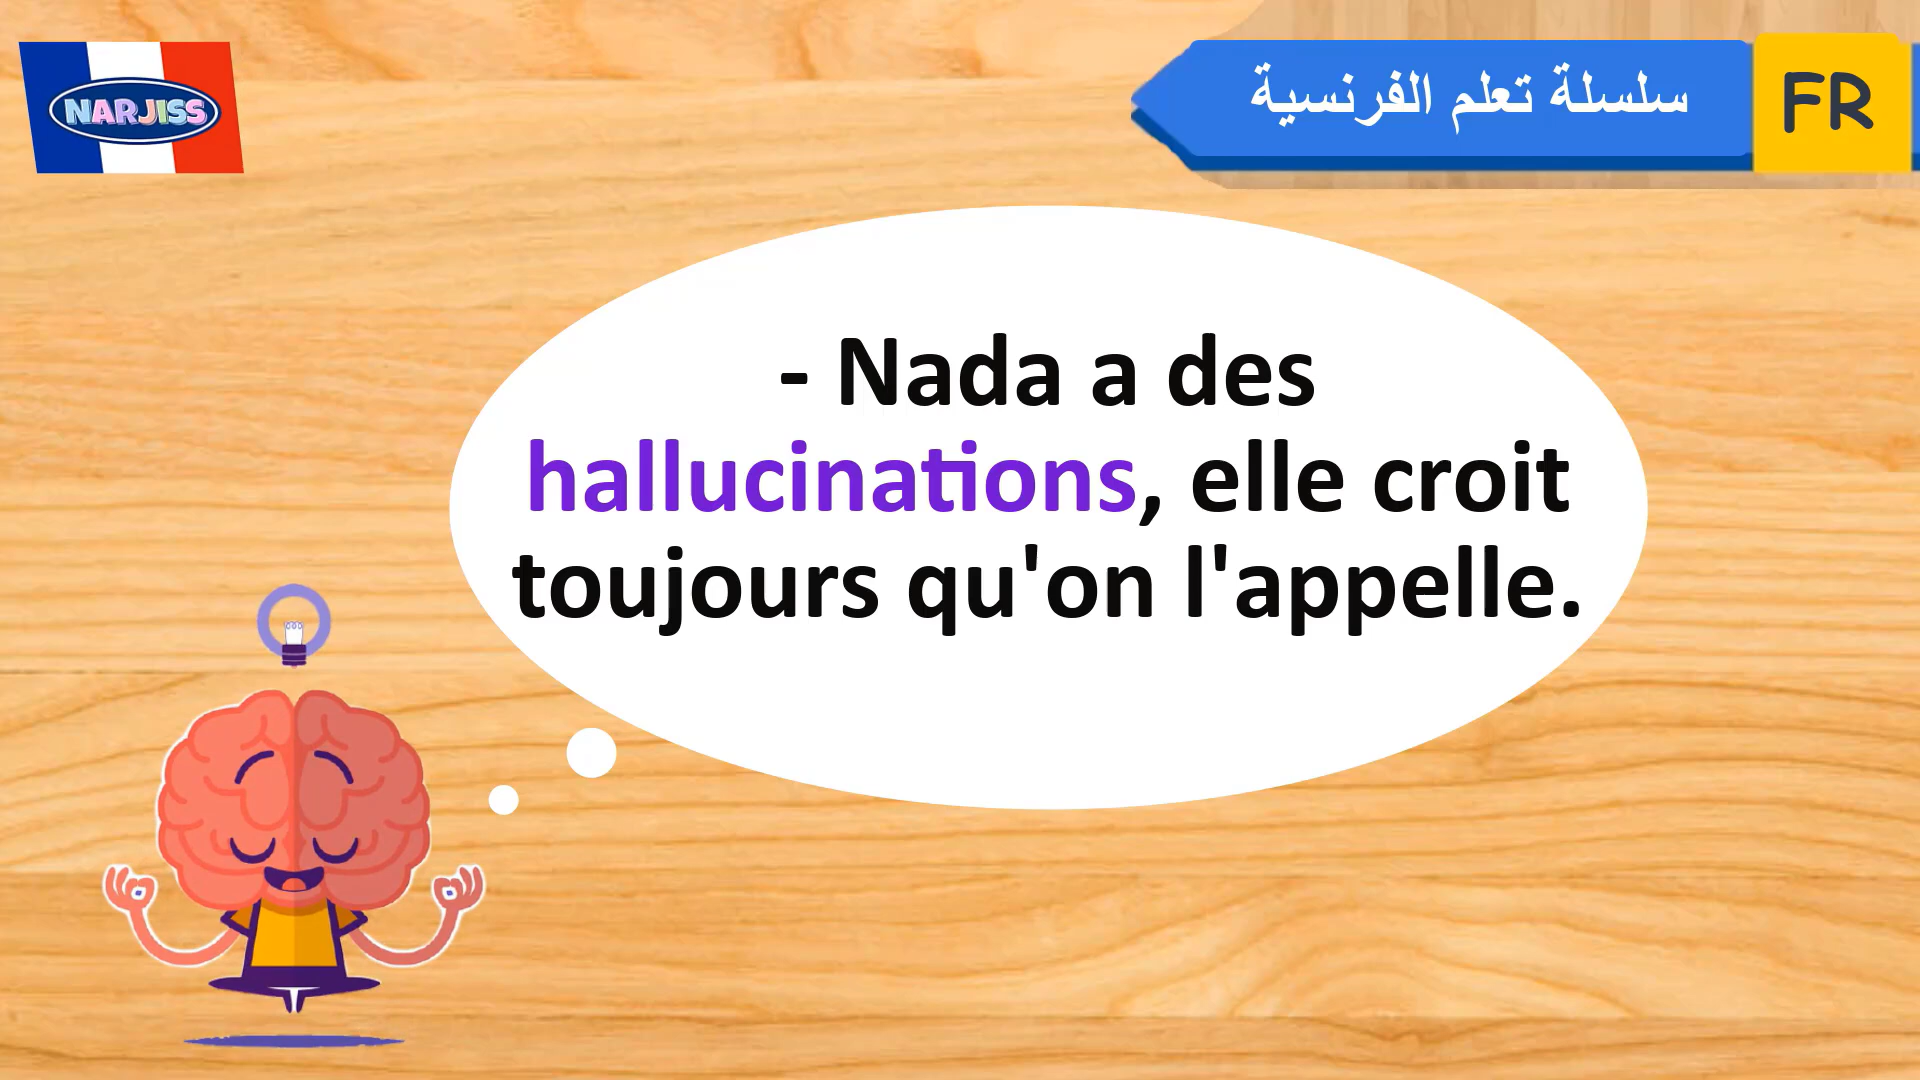 NARJISS
سلسلة تعلم الفرنسية
FR
- Nada a des
hallucinations, elle croit
toujours qu'on l'appelle.